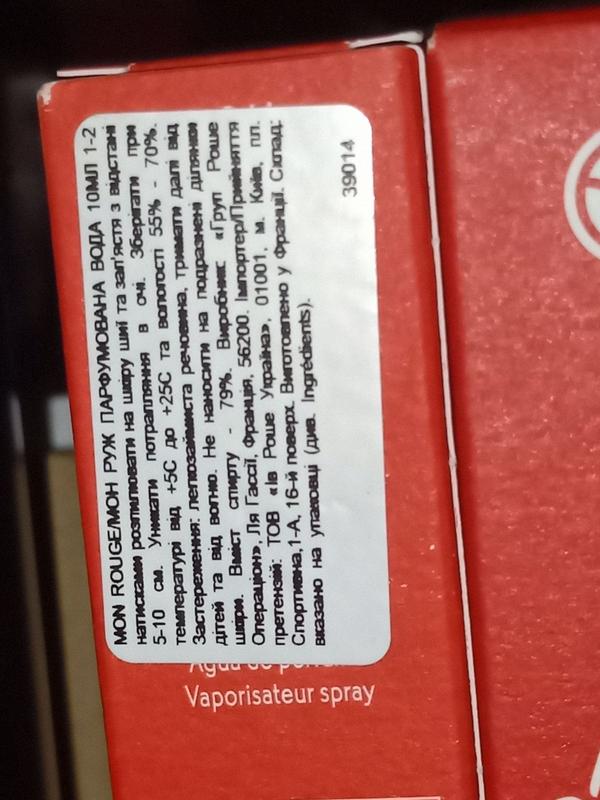 MON ROUGE/МОН РУЖ ПАРФУМОВАНА ВОДА 10МЛ 1-2
натисками розпилювати на шкіру шиї та зап'ястя з відстані
5-10 см. Уникати потрапляння в очі. Зберігати при
температурі від +5С до +25С та вологості 55% - 70%.
Застереження: легкозаймиста речовина, тримати далі від
дітей та від вогню. Не наносити на подразнені ділянки
шкіри. Вміст спирту - 79%. Виробник: «Груп Роше
Операціон», Ля Гассії, Франція, 56200. Імпортер/Прийняття
претензій: ТОВ «Ів Роше Україна», 01001, м. Київ, пл.
Спортивна,1-А, 16-й поверх. Виготовлено у Франції. Склад:
вказано на упаковці (див. Ingrédients).
39014
Vaporisateur spray